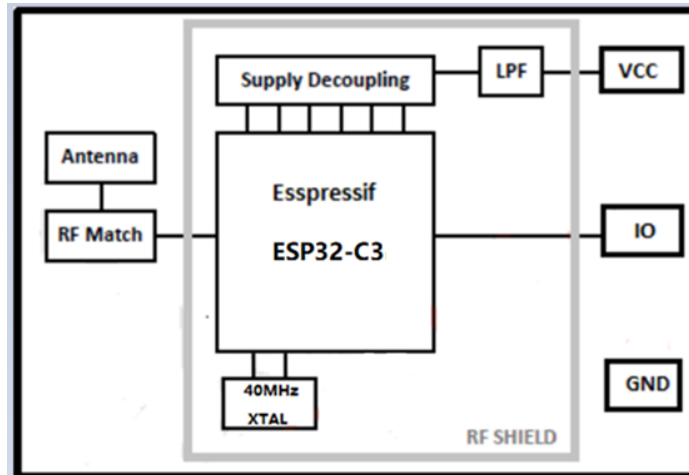 Supply Decoupling
LPF
VCC
Antenna
RF Match
Esspressif
ESP32-C3
IO
40MHz
XTAL
GND
RF SHIELD